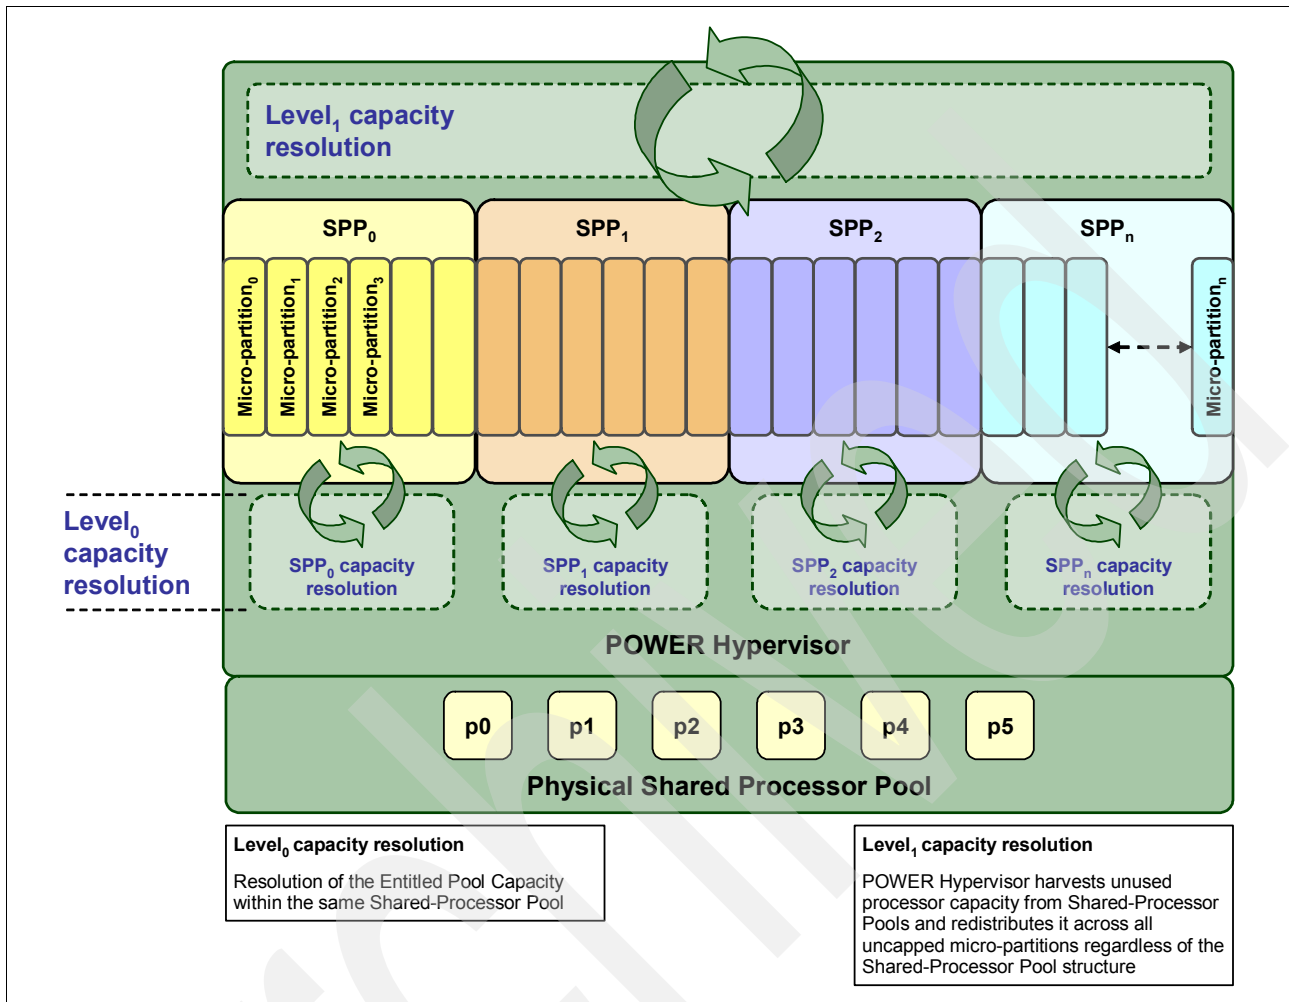 Level₁ capacity
resolution
SPP₀
SPP₁
SPP₂
SPPₙ
Micro-partition₀
Micro-partition₁
Micro-partition₂
Micro-partition₃
Micro-partitionₙ
Level₀
capacity
resolution
SPP₀ capacity
resolution
SPP₁ capacity
resolution
SPP₂ capacity
resolution
SPPₙ capacity
resolution
POWER Hypervisor
p0
p1
p2
p3
p4
p5
Physical Shared Processor Pool
Level₀ capacity resolution
Resolution of the Entitled Pool Capacity
within the same Shared-Processor Pool
Level₁ capacity resolution
POWER Hypervisor harvests unused
processor capacity from Shared-Processor
Pools and redistributes it across all
uncapped micro-partitions regardless of the
Shared-Processor Pool structure